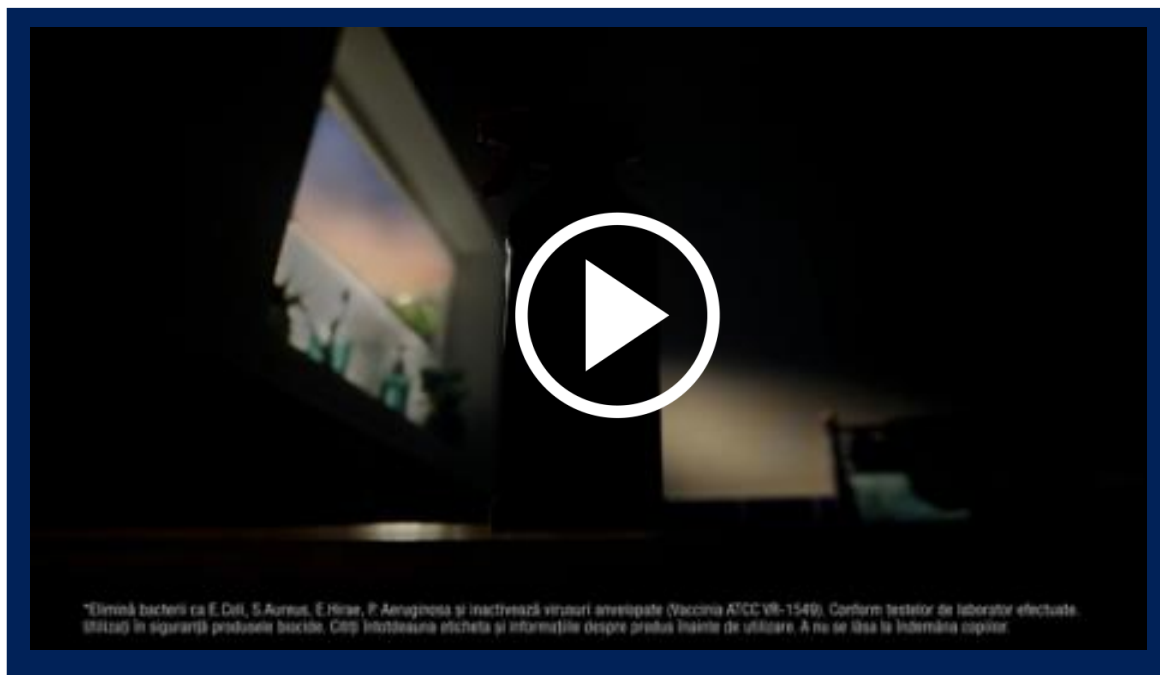 *Elimină bacterii ca E.Coli, S.Aureus, E.Hirae, P. Aeruginosa și inactivează virusuri anvelopate (Vaccinia ATCC VR-1549). Conform testelor de laborator efectuate.
Utilizați în siguranță produsele biocide. Citiți întotdeauna eticheta și informațiile despre produs înainte de utilizare. A nu se lăsa la îndemâna copiilor.